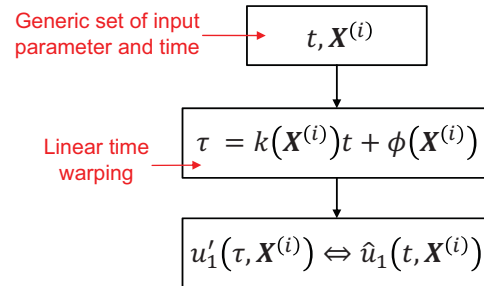 Generic set of input
parameter and time
t, X^(i)
τ = k(X^(i))t + ϕ(X^(i))
Linear time
warping
u′₁(τ, X^(i)) ⇔ û₁(t, X^(i))